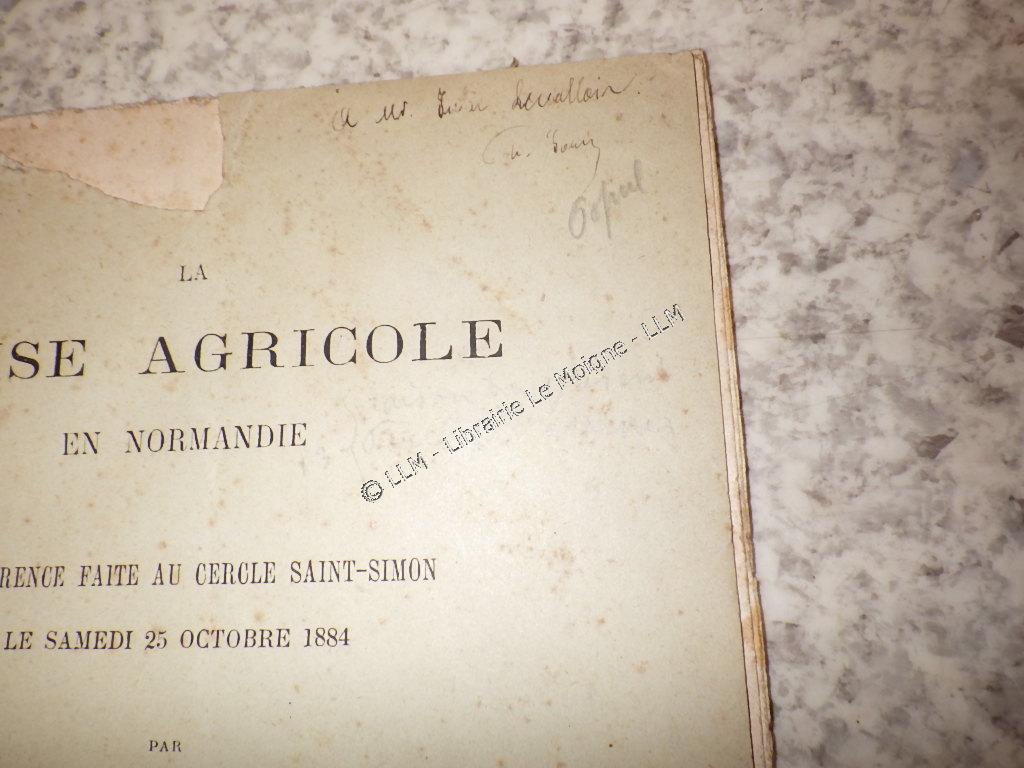 A Mr.
LA
SE AGRICOLE
EN NORMANDIE
© LLM - Librairie Le Moigne - LLM
RENCE FAITE AU CERCLE SAINT-SIMON
LE SAMEDI 25 OCTOBRE 1884
PAR